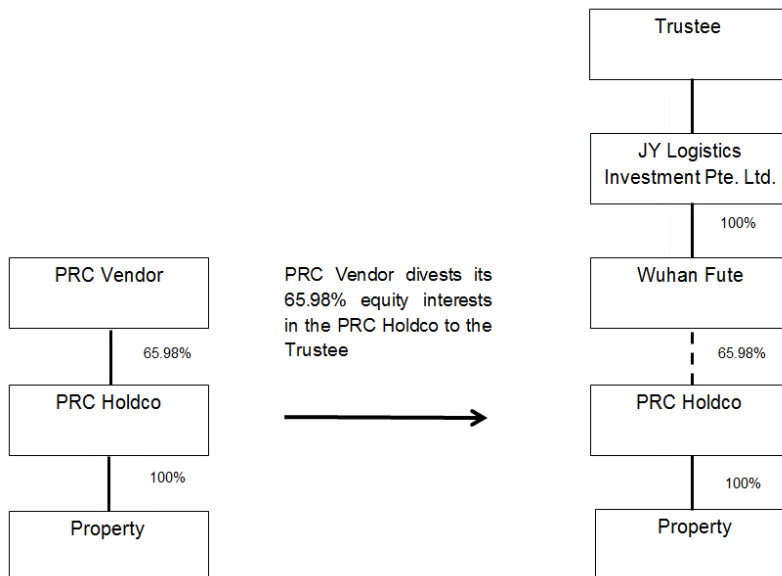 PRC Vendor
65.98%
PRC Holdco
100%
Property
PRC Vendor divests its
65.98% equity interests
in the PRC Holdco to the
Trustee
Trustee
JY Logistics
Investment Pte. Ltd.
100%
Wuhan Fute
65.98%
PRC Holdco
100%
Property